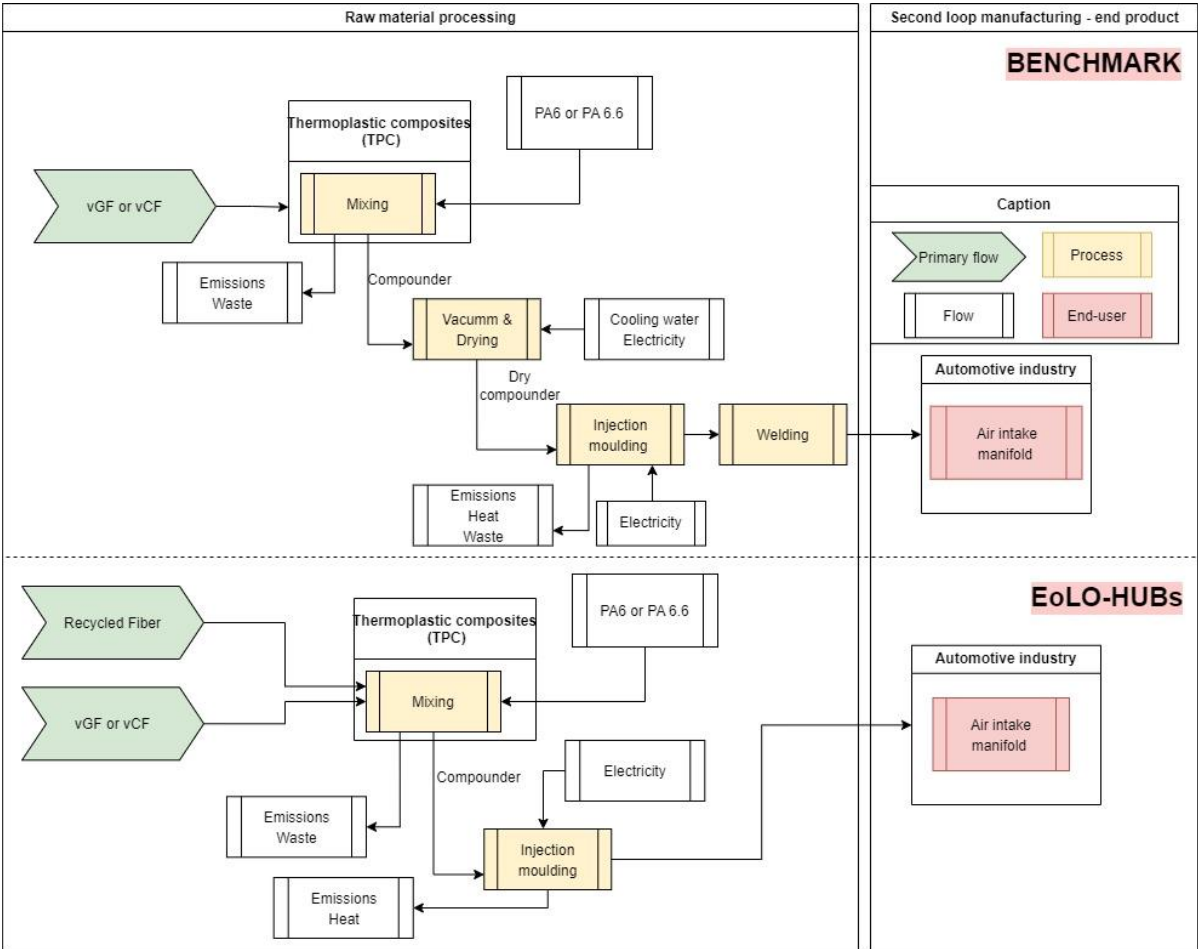 Raw material processing
Second loop manufacturing - end product
BENCHMARK
PA6 or PA 6.6
Thermoplastic composites
(TPC)
vGF or vCF
Mixing
Emissions
Waste
Compounder
Vacumm &
Drying
Cooling water
Electricity
Dry
compounder
Injection
moulding
Welding
Emissions
Heat
Waste
Electricity
Caption
Primary flow
Process
Flow
End-user
Automotive industry
Air intake
manifold
EoLO-HUBs
Recycled Fiber
vGF or vCF
Thermoplastic composites
(TPC)
PA6 or PA 6.6
Mixing
Compounder
Electricity
Emissions
Waste
Injection
moulding
Emissions
Heat
Automotive industry
Air intake
manifold